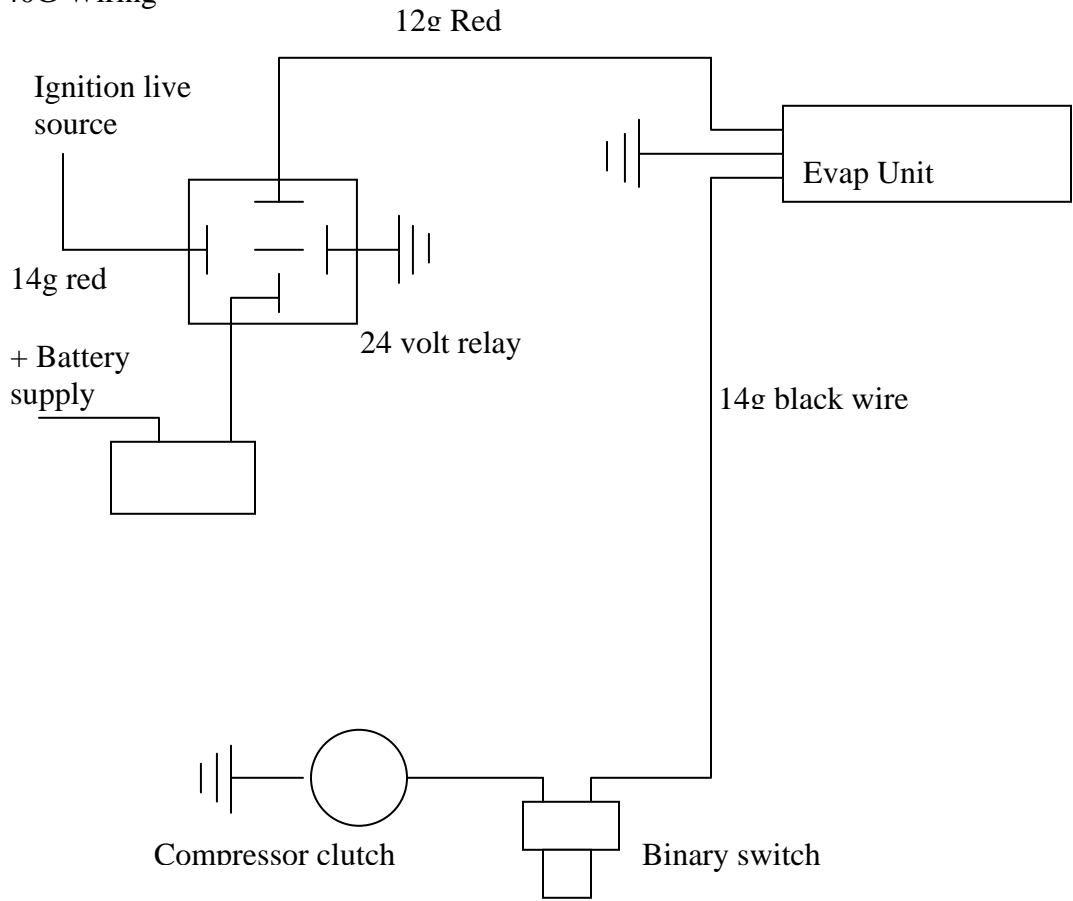 Wiring
12g Red
Ignition live
source
Evap Unit
14g red
24 volt relay
+ Battery
supply
14g black wire
Compressor clutch
Binary switch